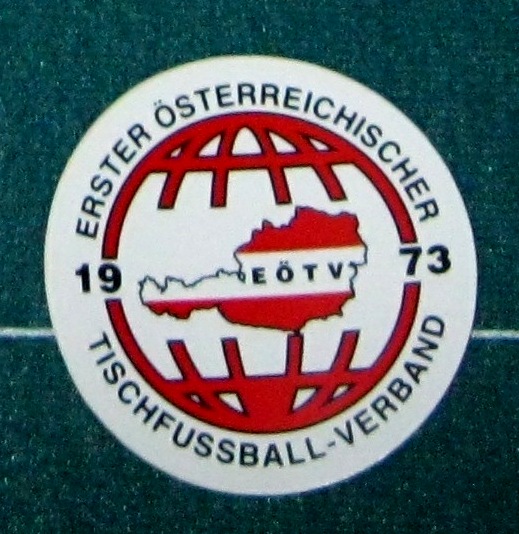 ERSTER ÖSTERREICHISCHER
19 73
EÖTV
TISCHFUSSBALL-VERBAND